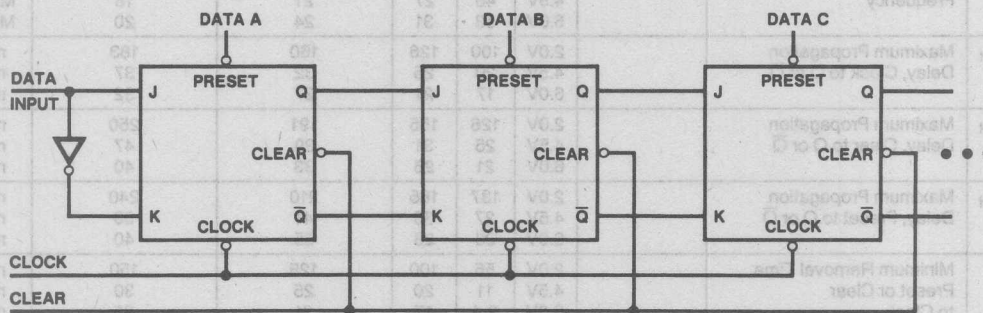 DATA A DATA B DATA C
PRESET PRESET PRESET
DATA
INPUT
J Q J Q J Q
CLEAR CLEAR CLEAR
K Q̅ K Q̅ K Q̅
CLOCK CLOCK CLOCK
CLOCK
CLEAR